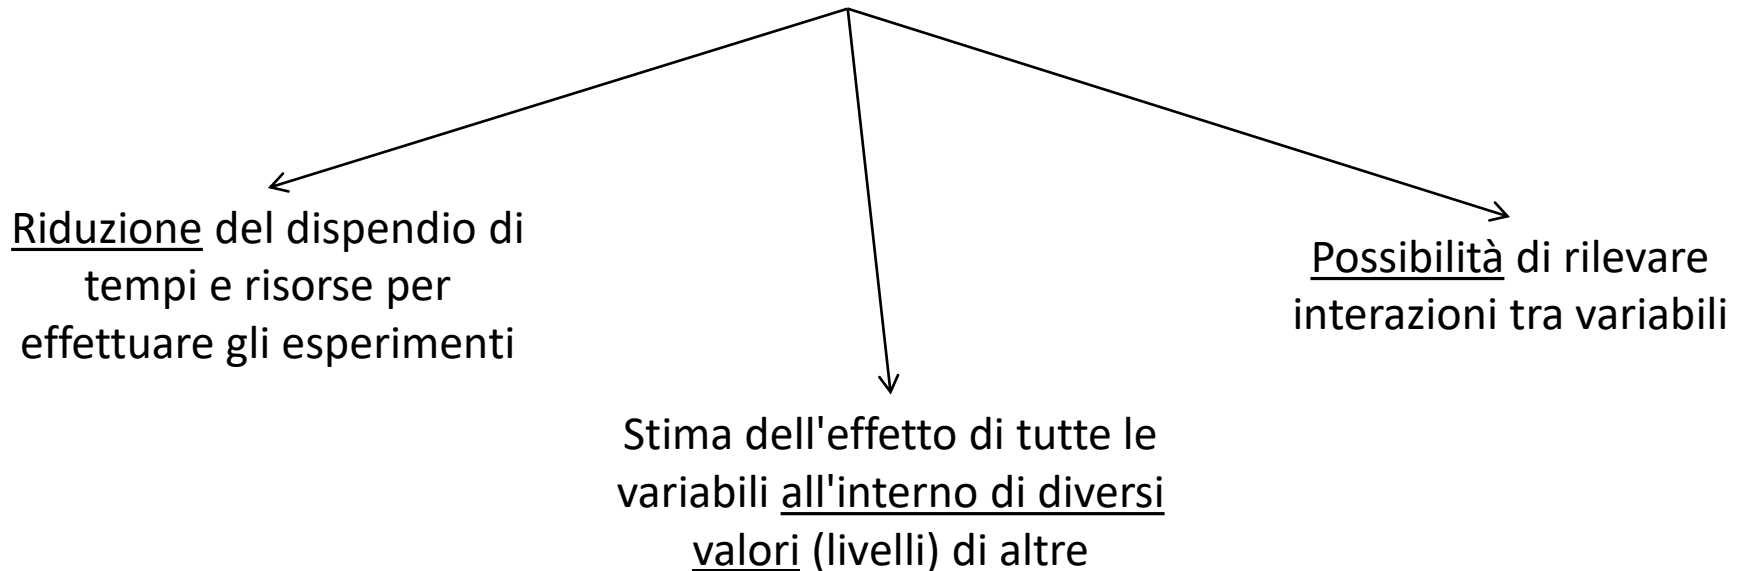 Riduzione del dispendio di
tempi e risorse per
effettuare gli esperimenti
Stima dell'effetto di tutte le
variabili all'interno di diversi
valori (livelli) di altre
Possibilità di rilevare
interazioni tra variabili